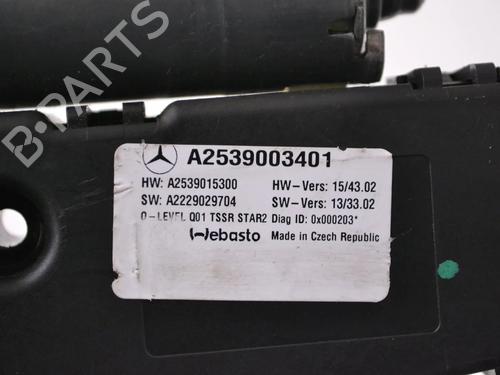 B-PARTS
A2539003401
HW: A2539015300 HW-Vers: 15/43.02
SW: A2229029704 SW-Vers: 13/33.02
Q-LEVEL Q01 TSSR STAR2 Diag ID: 0x000203*
Webasto Made in Czech Republic